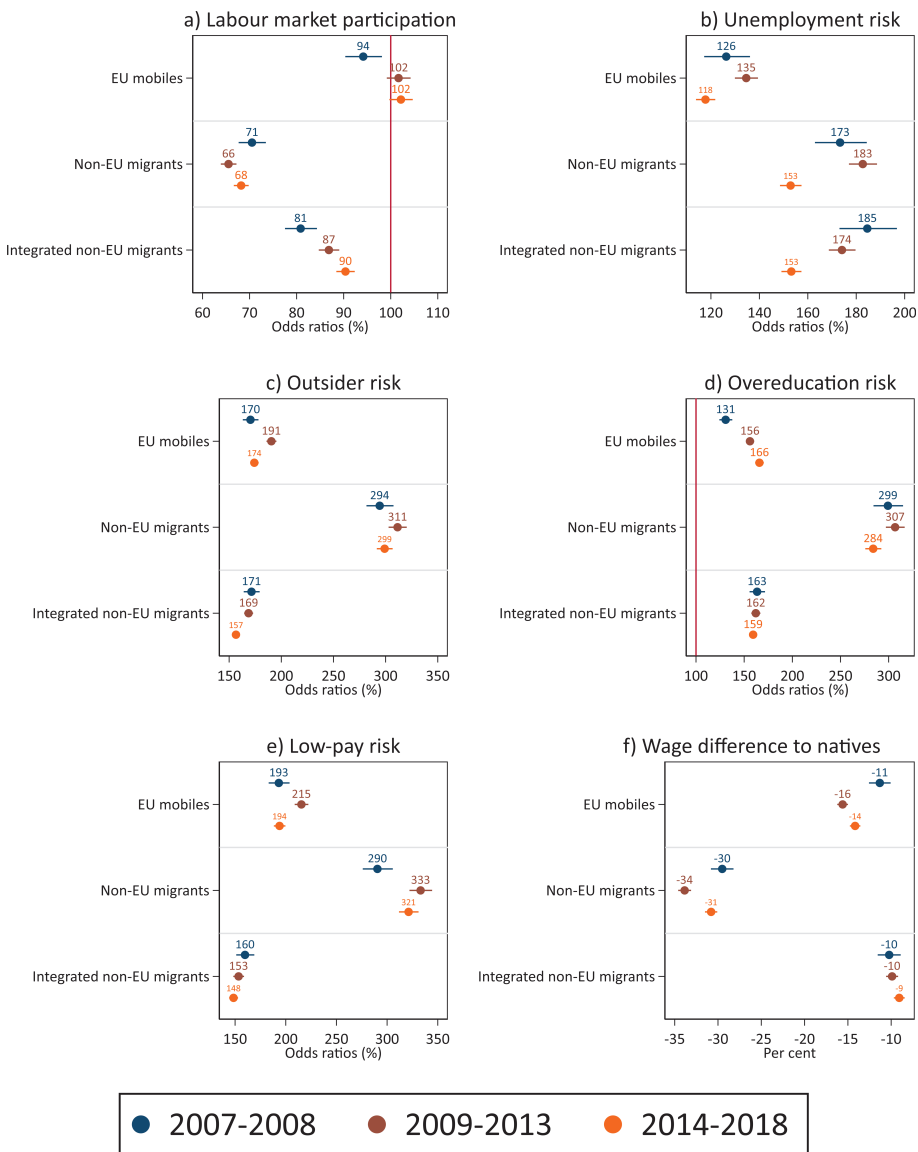 a) Labour market participation
94
EU mobiles
102
102
71
Non-EU migrants
66
68
81
Integrated non-EU migrants
87
90
60 70 80 90 100 110
Odds ratios (%)
b) Unemployment risk
126
EU mobiles
135
118
173
Non-EU migrants
183
153
185
Integrated non-EU migrants
174
153
120 140 160 180 200
Odds ratios (%)
c) Outsider risk
170
EU mobiles
191
174
294
Non-EU migrants
311
299
171
Integrated non-EU migrants
169
157
150 200 250 300 350
Odds ratios (%)
d) Overeducation risk
131
EU mobiles
156
166
299
Non-EU migrants
307
284
163
Integrated non-EU migrants
162
159
100 150 200 250 300
Odds ratios (%)
e) Low-pay risk
193
EU mobiles
215
194
290
Non-EU migrants
333
321
160
Integrated non-EU migrants
153
148
150 200 250 300 350
Odds ratios (%)
f) Wage difference to natives
-11
EU mobiles
-16
-14
-30
Non-EU migrants
-34
-31
-10
Integrated non-EU migrants
-10
-9
-35 -30 -25 -20 -15 -10
Per cent
2007-2008 2009-2013 2014-2018